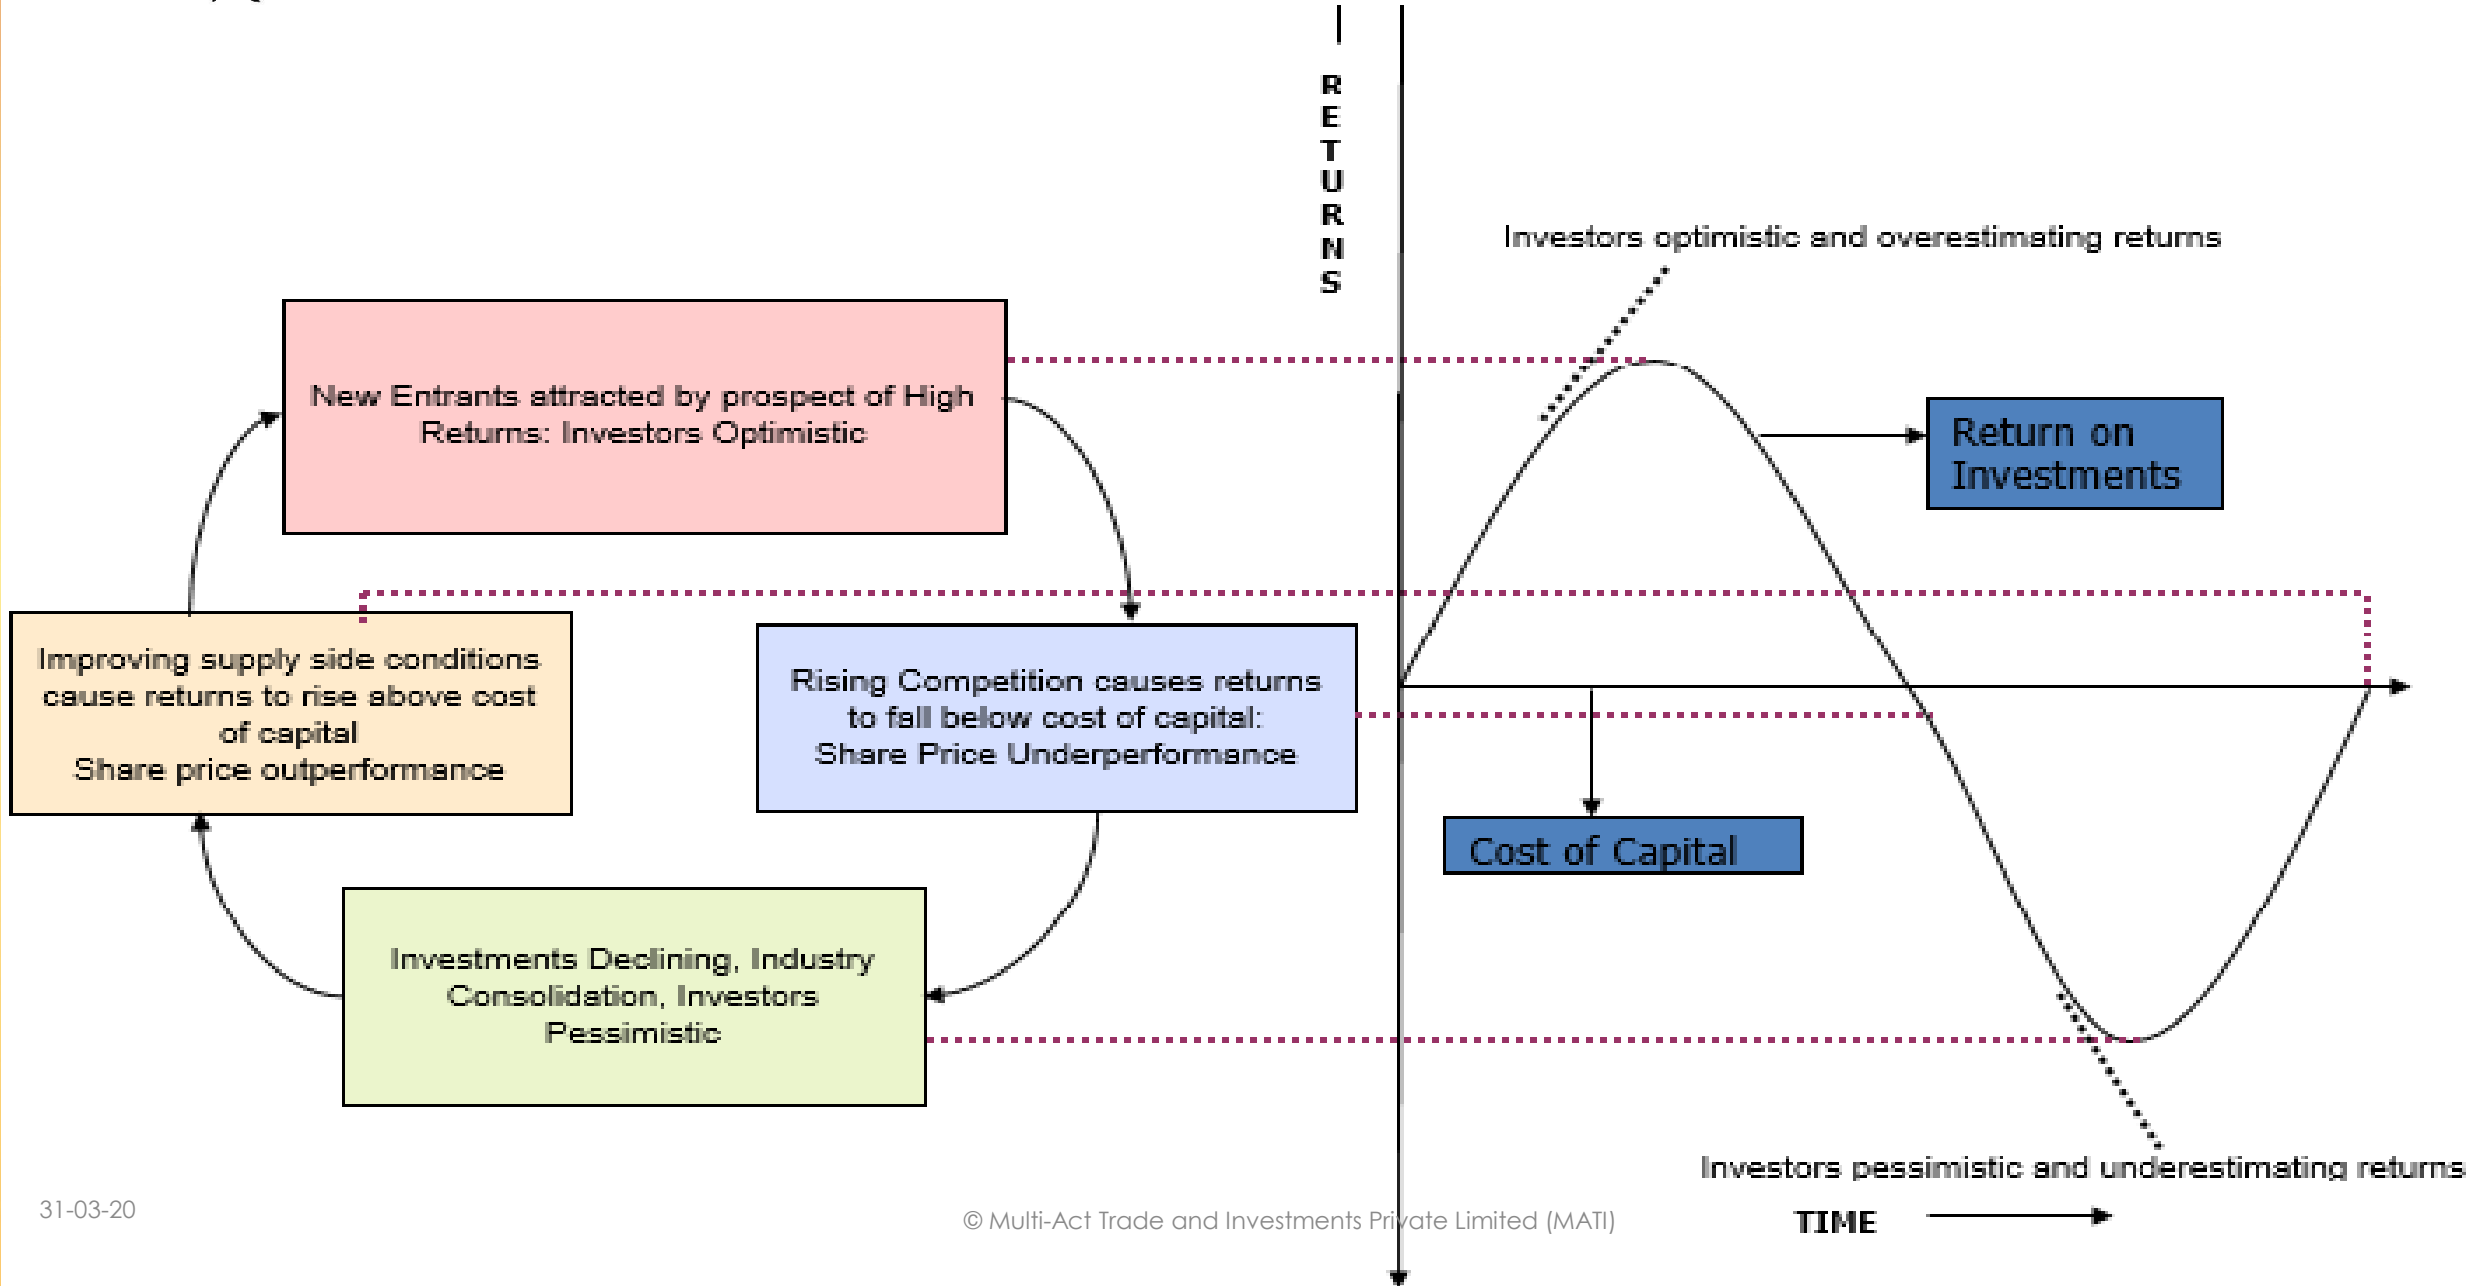 R
E
T
U
R
N
S
Investors optimistic and overestimating returns
New Entrants attracted by prospect of High
Returns: Investors Optimistic
Return on
Investments
Improving supply side conditions
cause returns to rise above cost
of capital
Share price outperformance
Rising Competition causes returns
to fall below cost of capital:
Share Price Underperformance
Cost of Capital
Investments Declining, Industry
Consolidation, Investors
Pessimistic
Investors pessimistic and underestimating returns
TIME
31-03-20
© Multi-Act Trade and Investments Private Limited (MATI)